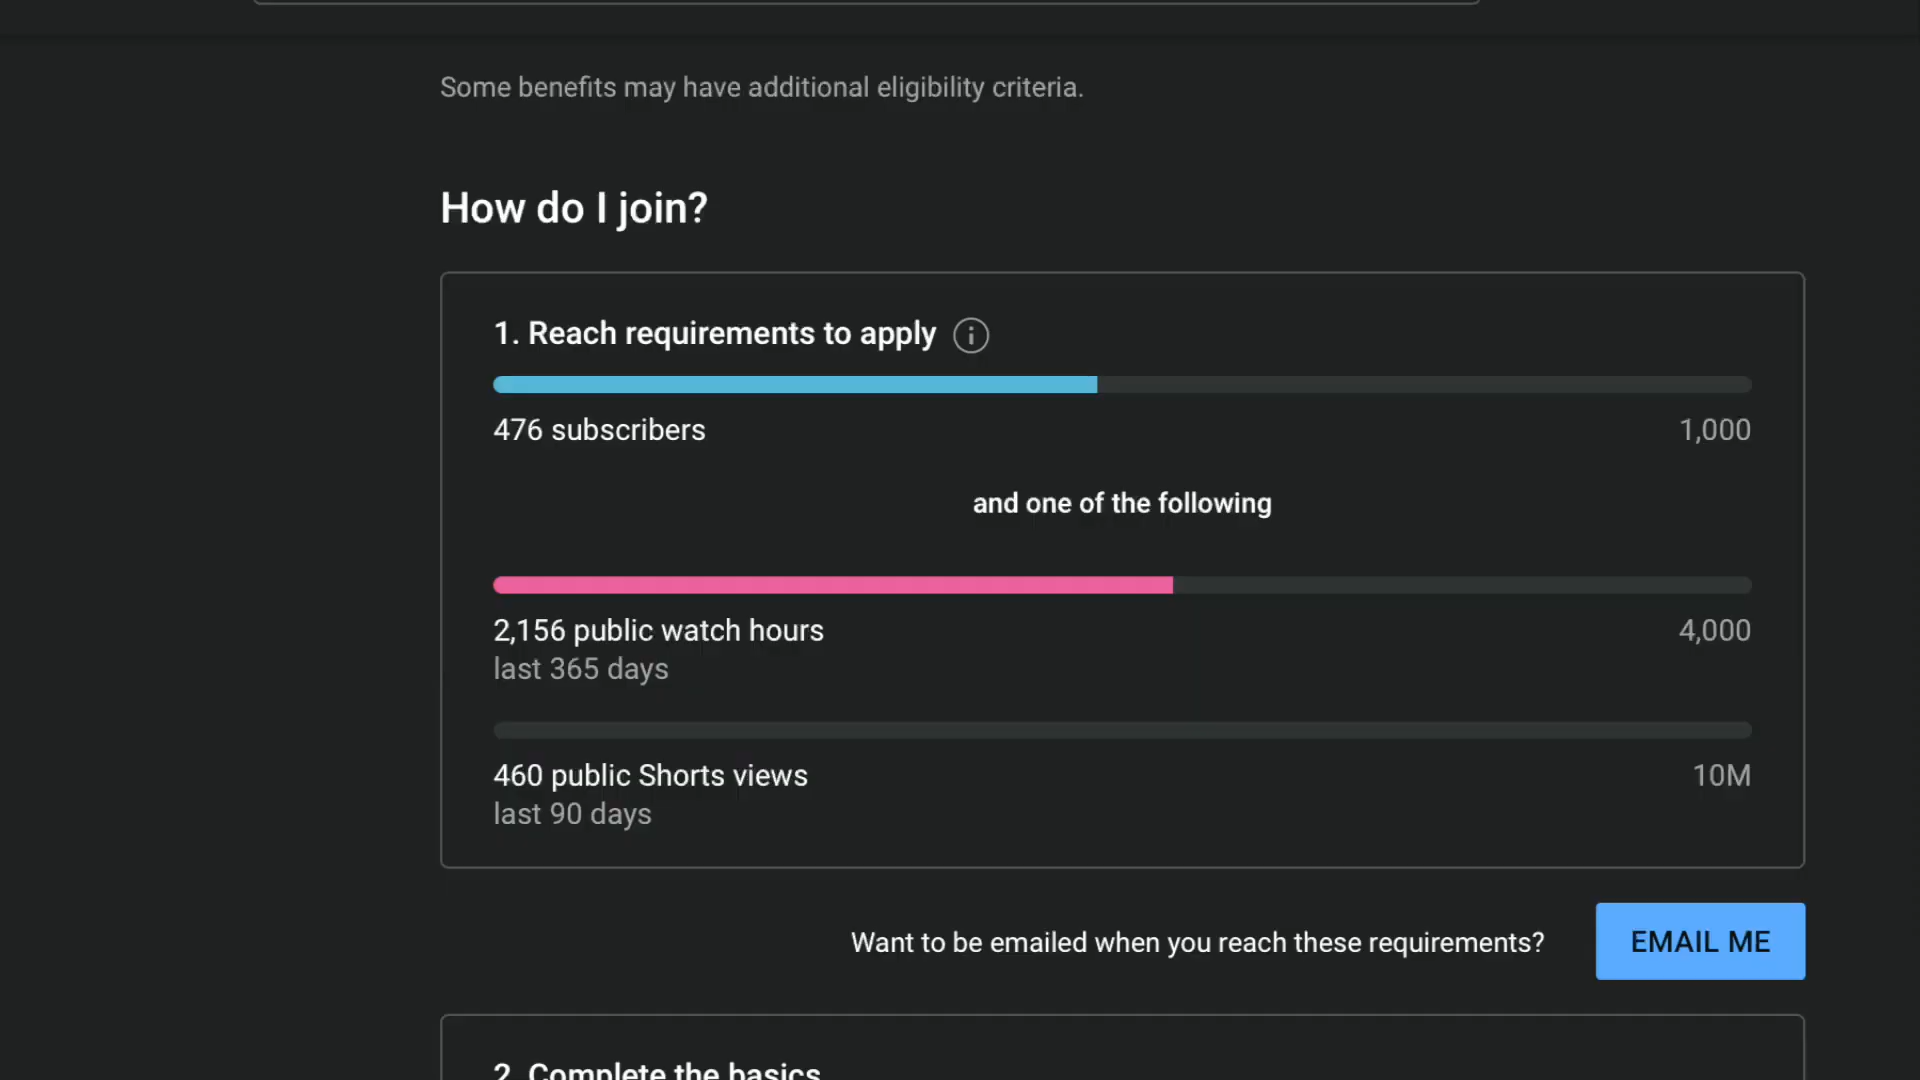 Some benefits may have additional eligibility criteria.
How do I join?
1. Reach requirements to apply
476 subscribers 1,000
and one of the following
2,156 public watch hours 4,000
last 365 days
460 public Shorts views 10M
last 90 days
Want to be emailed when you reach these requirements? EMAIL ME
2. Complete the basics